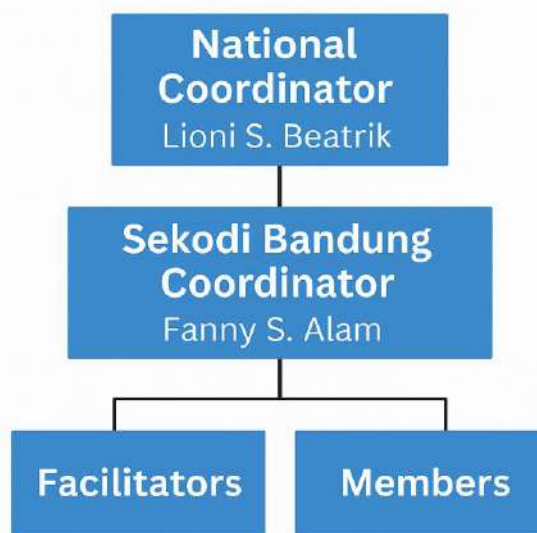 National
Coordinator
Lioni S. Beatrik
Sekodi Bandung
Coordinator
Fanny S. Alam
Facilitators
Members